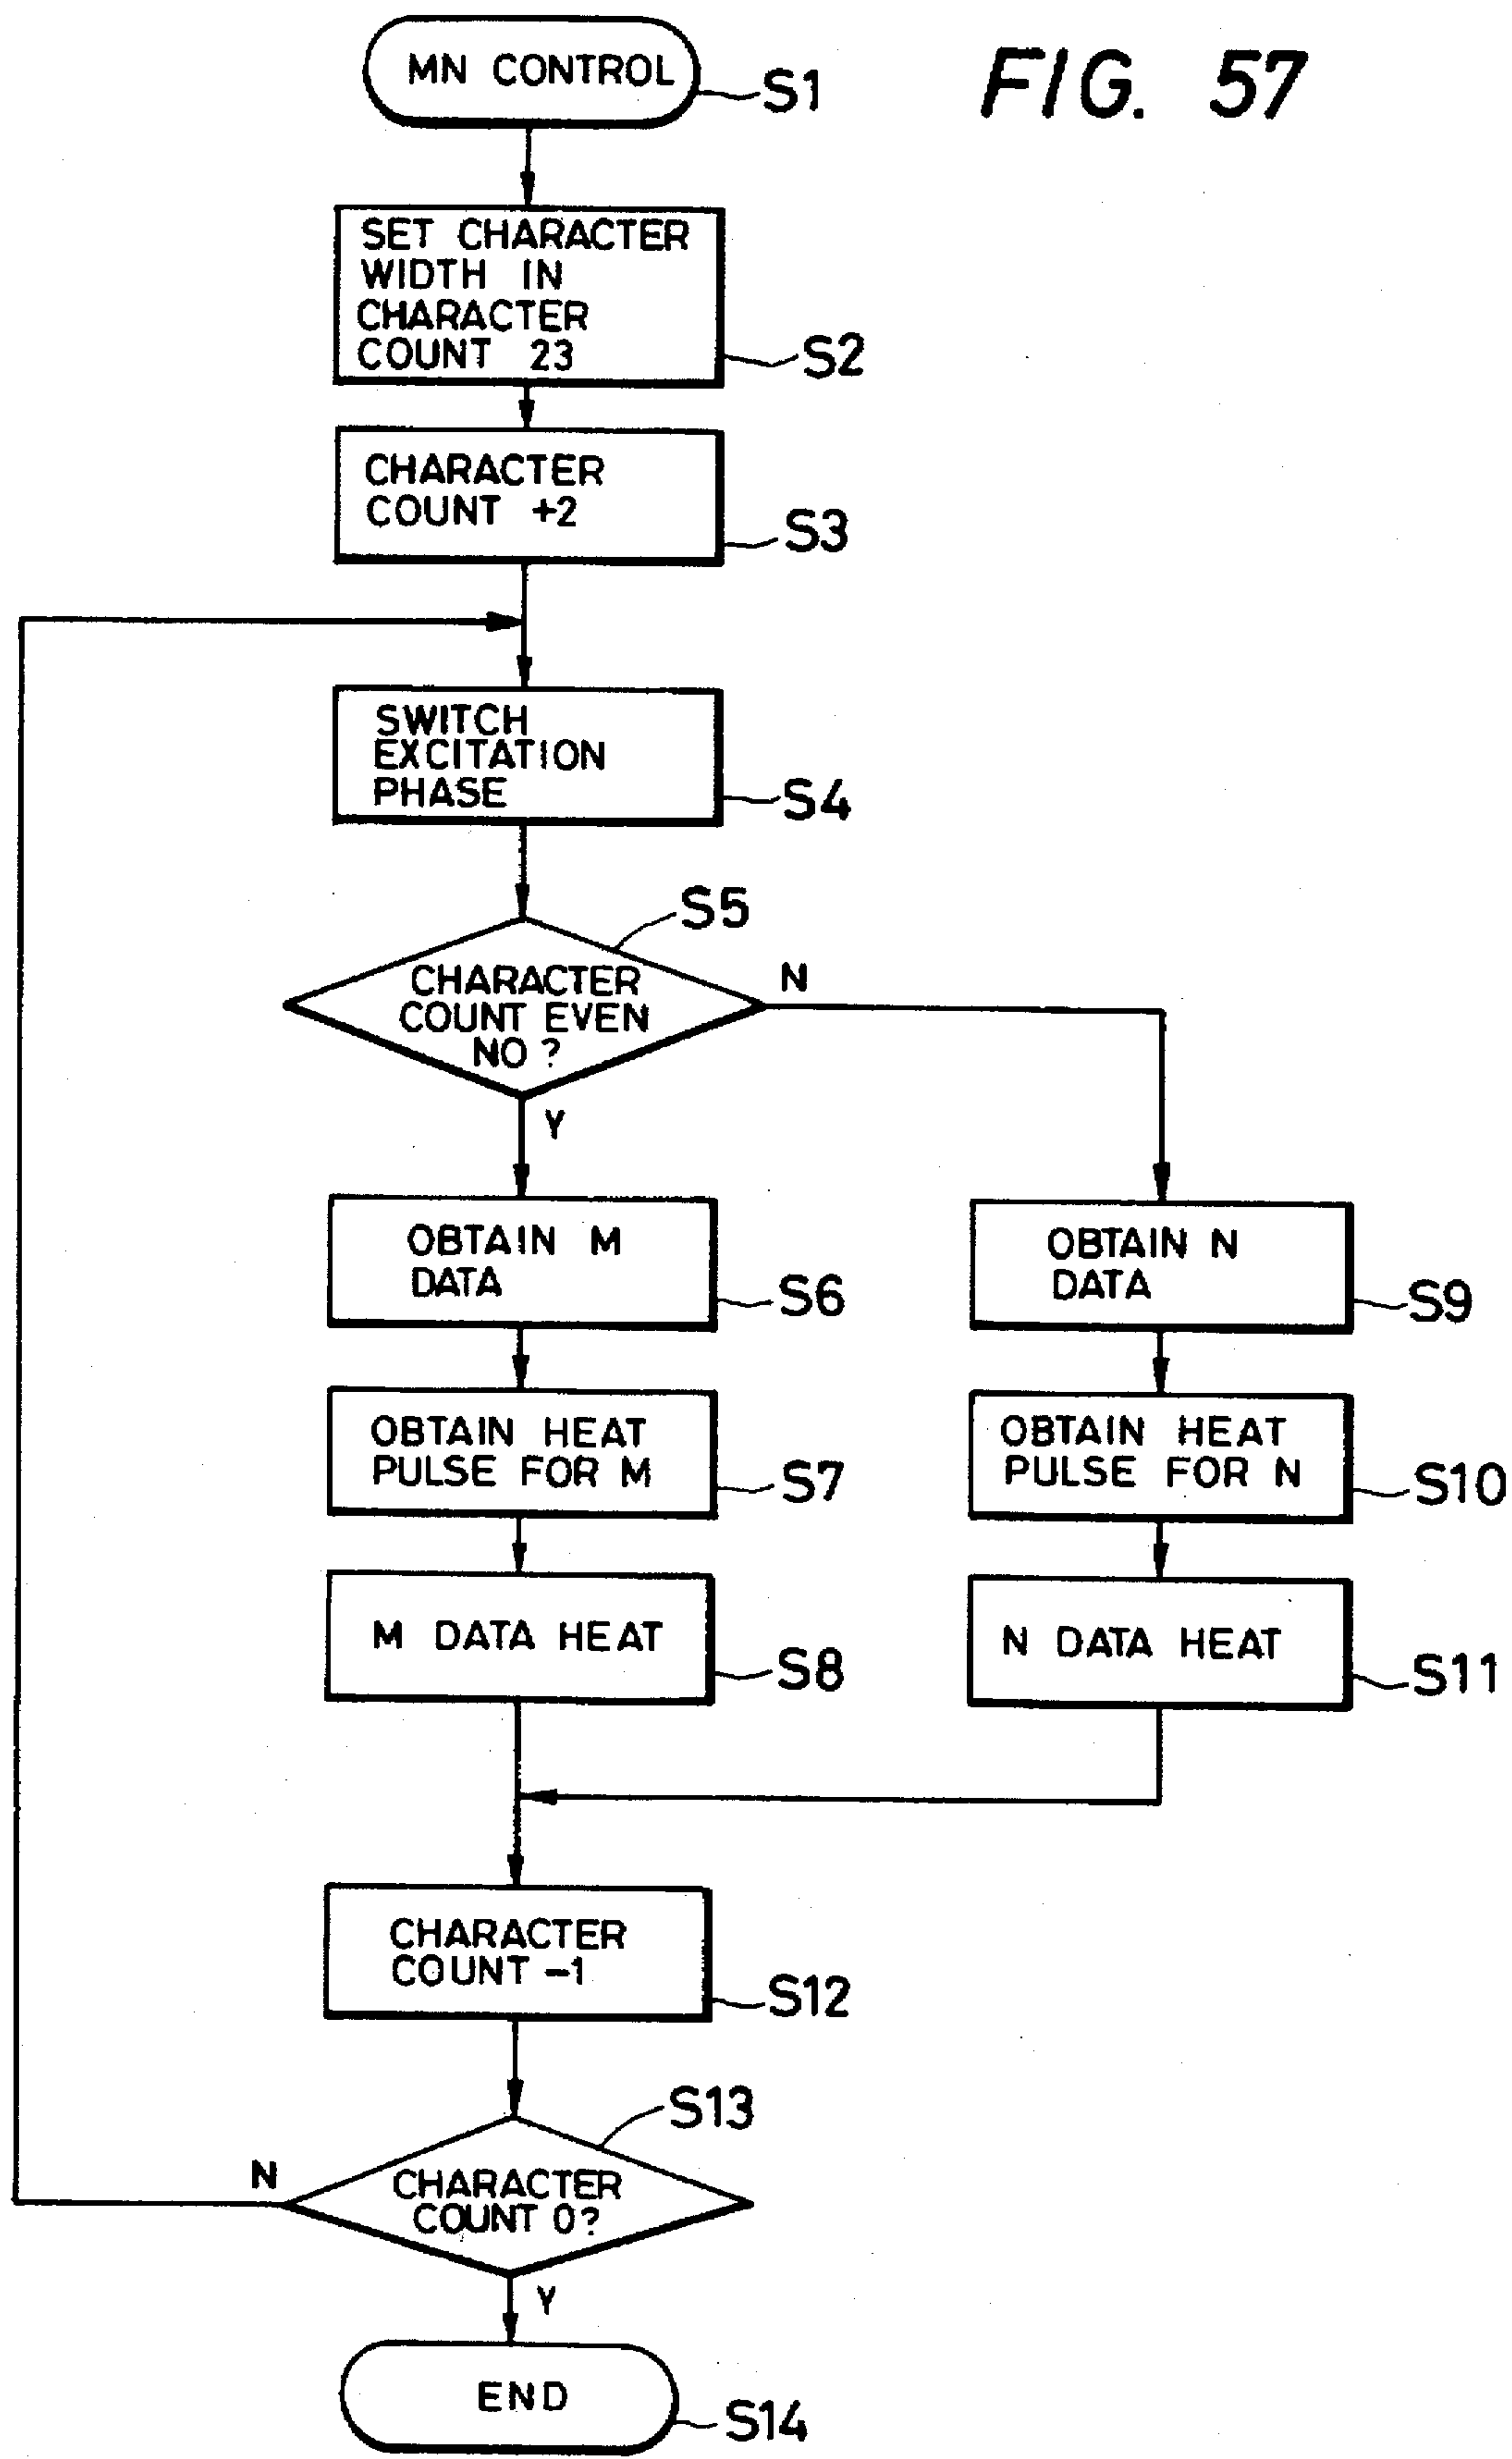 FIG. 57
MN CONTROL
S1
SET CHARACTER
WIDTH IN
CHARACTER
COUNT 23
S2
CHARACTER
COUNT +2
S3
SWITCH
EXCITATION
PHASE
S4
S5
CHARACTER
COUNT EVEN
NO?
N
Y
OBTAIN M
DATA
S6
OBTAIN N
DATA
S9
OBTAIN HEAT
PULSE FOR M
S7
OBTAIN HEAT
PULSE FOR N
S10
M DATA HEAT
S8
N DATA HEAT
S11
CHARACTER
COUNT -1
S12
S13
CHARACTER
COUNT 0?
N
Y
END
S14